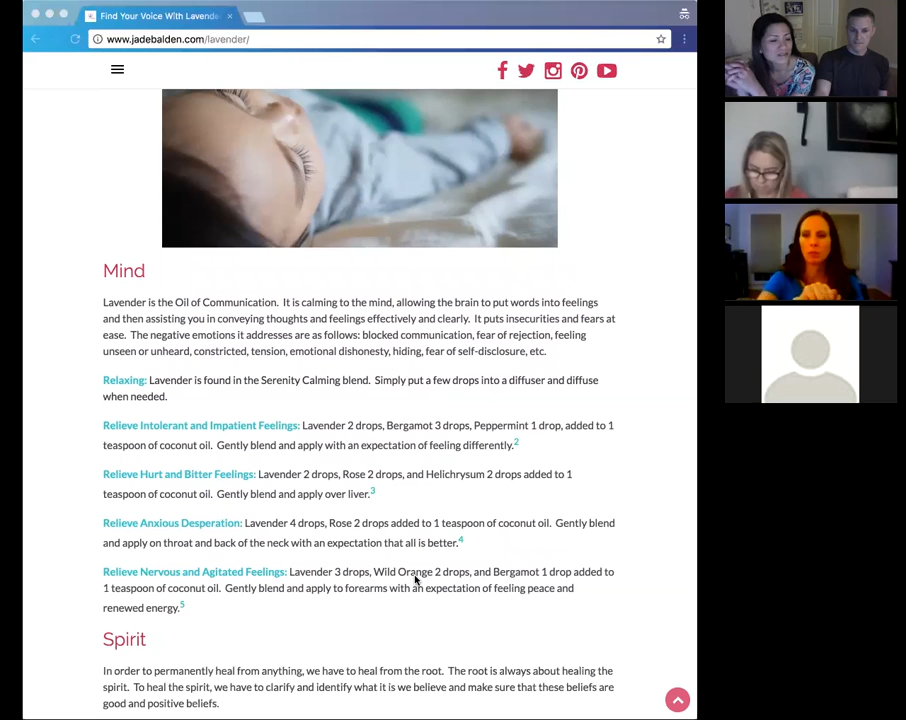 Find Your Voice With Lavende
www.jadebalden.com/lavender/
Mind
Lavender is the Oil of Communication. It is calming to the mind, allowing the brain to put words into feelings
and then assisting you in conveying thoughts and feelings effectively and clearly. It puts insecurities and fears at
ease. The negative emotions it addresses are as follows: blocked communication, fear of rejection, feeling
unseen or unheard, constricted, tension, emotional dishonesty, hiding, fear of self-disclosure, etc.
Relaxing: Lavender is found in the Serenity Calming blend. Simply put a few drops into a diffuser and diffuse
when needed.
Relieve Intolerant and Impatient Feelings: Lavender 2 drops, Bergamot 3 drops, Peppermint 1 drop, added to 1
teaspoon of coconut oil. Gently blend and apply with an expectation of feeling differently.2
Relieve Hurt and Bitter Feelings: Lavender 2 drops, Rose 2 drops, and Helichrysum 2 drops added to 1
teaspoon of coconut oil. Gently blend and apply over liver.3
Relieve Anxious Desperation: Lavender 4 drops, Rose 2 drops added to 1 teaspoon of coconut oil. Gently blend
and apply on throat and back of the neck with an expectation that all is better.4
Relieve Nervous and Agitated Feelings: Lavender 3 drops, Wild Orange 2 drops, and Bergamot 1 drop added to
1 teaspoon of coconut oil. Gently blend and apply to forearms with an expectation of feeling peace and
renewed energy.5
Spirit
In order to permanently heal from anything, we have to heal from the root. The root is always about healing the
spirit. To heal the spirit, we have to clarify and identify what it is we believe and make sure that these beliefs are
good and positive beliefs.